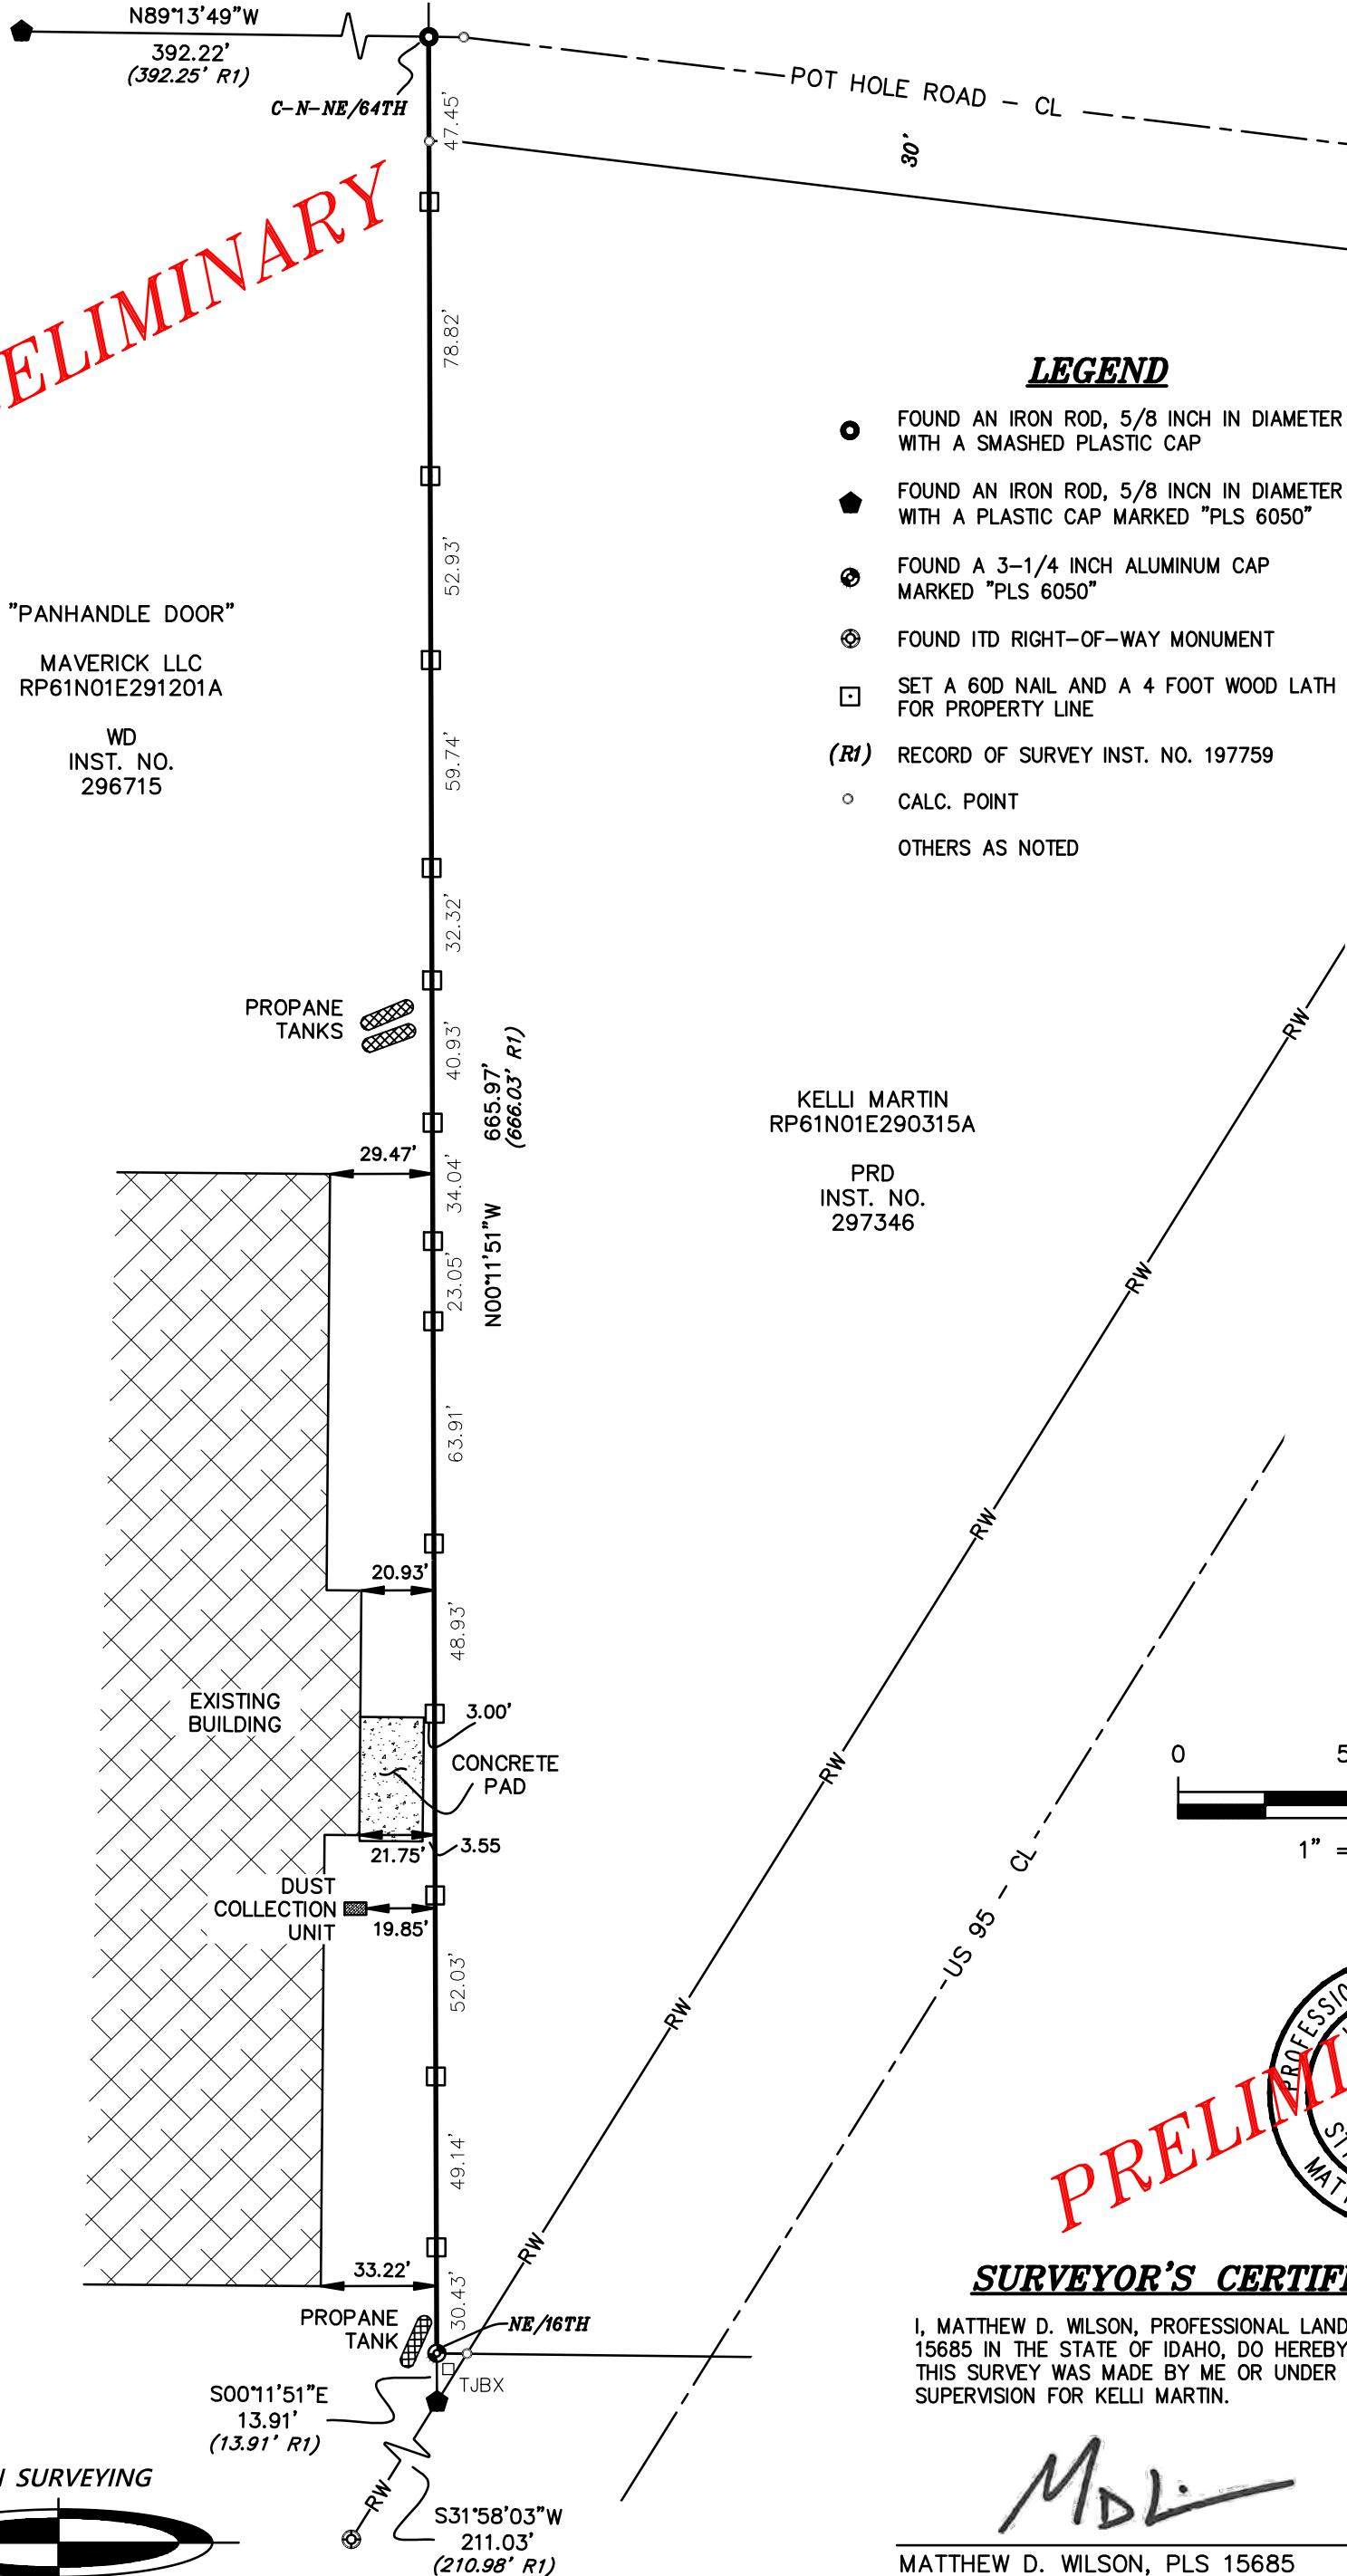 N89°13'49"W
392.22'
(392.25' R1)
C-N-NE/64TH
47.45'
POT HOLE ROAD - CL
30'
78.82'
LEGEND
FOUND AN IRON ROD, 5/8 INCH IN DIAMETER
WITH A SMASHED PLASTIC CAP
FOUND AN IRON ROD, 5/8 INCN IN DIAMETER
WITH A PLASTIC CAP MARKED "PLS 6050"
FOUND A 3-1/4 INCH ALUMINUM CAP
MARKED "PLS 6050"
FOUND ITD RIGHT-OF-WAY MONUMENT
SET A 60D NAIL AND A 4 FOOT WOOD LATH
FOR PROPERTY LINE
(R1) RECORD OF SURVEY INST. NO. 197759
CALC. POINT
OTHERS AS NOTED
ELIMINARY
52.93'
"PANHANDLE DOOR"
MAVERICK LLC
RP61N01E291201A
WD
INST. NO.
296715
59.74'
32.32'
PROPANE
TANKS
40.93'
665.97'
(666.03' R1)
N00°11'51"W
KELLI MARTIN
RP61N01E290315A
PRD
INST. NO.
297346
RW
29.47'
34.04'
23.05'
RW
63.91'
RW
20.93'
48.93'
EXISTING
BUILDING
3.00'
CONCRETE
PAD
RW
0
5
1" =
21.75'
3.55
DUST
COLLECTION
UNIT
19.85'
US 95 - CL
52.03'
RW
PROFESSIO
ST
MATT
PRELIMI
49.14'
RW
33.22'
30.43'
PROPANE
TANK
NE/16TH
TJBX
S00°11'51"E
13.91'
(13.91' R1)
SURVEYOR'S CERTIFI
I, MATTHEW D. WILSON, PROFESSIONAL LAND
15685 IN THE STATE OF IDAHO, DO HEREBY
THIS SURVEY WAS MADE BY ME OR UNDER
SUPERVISION FOR KELLI MARTIN.
SURVEYING
RW
S31°58'03"W
211.03'
(210.98' R1)
MDL
MATTHEW D. WILSON, PLS 15685